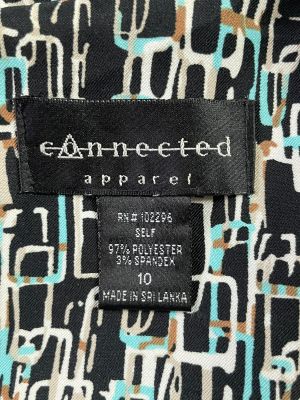 connected
apparel
RN# 102296
SELF
97% POLYESTER
3% SPANDEX
10
MADE IN SRI LANKA